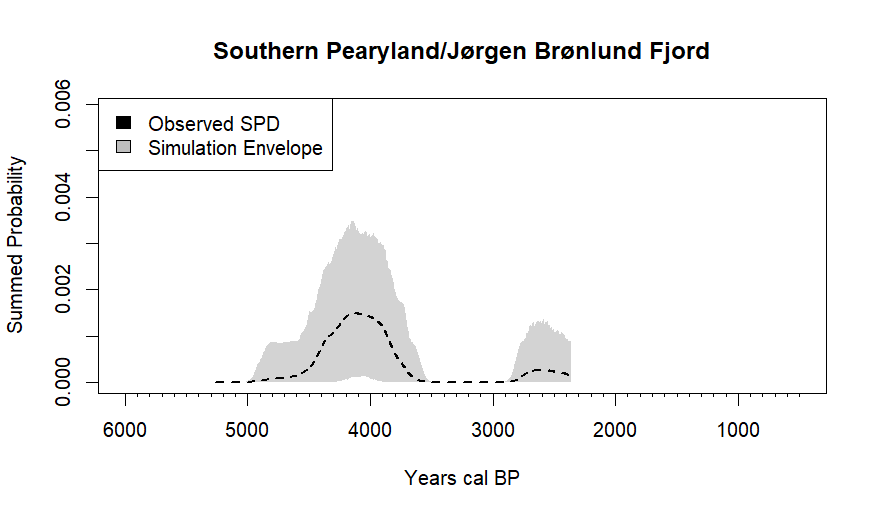 Southern Pearyland/Jørgen Brønlund Fjord
Observed SPD
Simulation Envelope
Summed Probability
0.006
0.004
0.002
0.000
6000 5000 4000 3000 2000 1000
Years cal BP